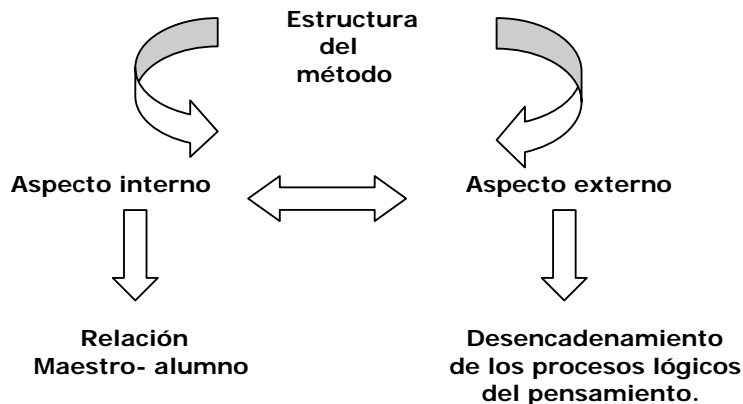 Estructura
del
método
Aspecto interno
Aspecto externo
Relación
Maestro- alumno
Desencadenamiento
de los procesos lógicos
del pensamiento.